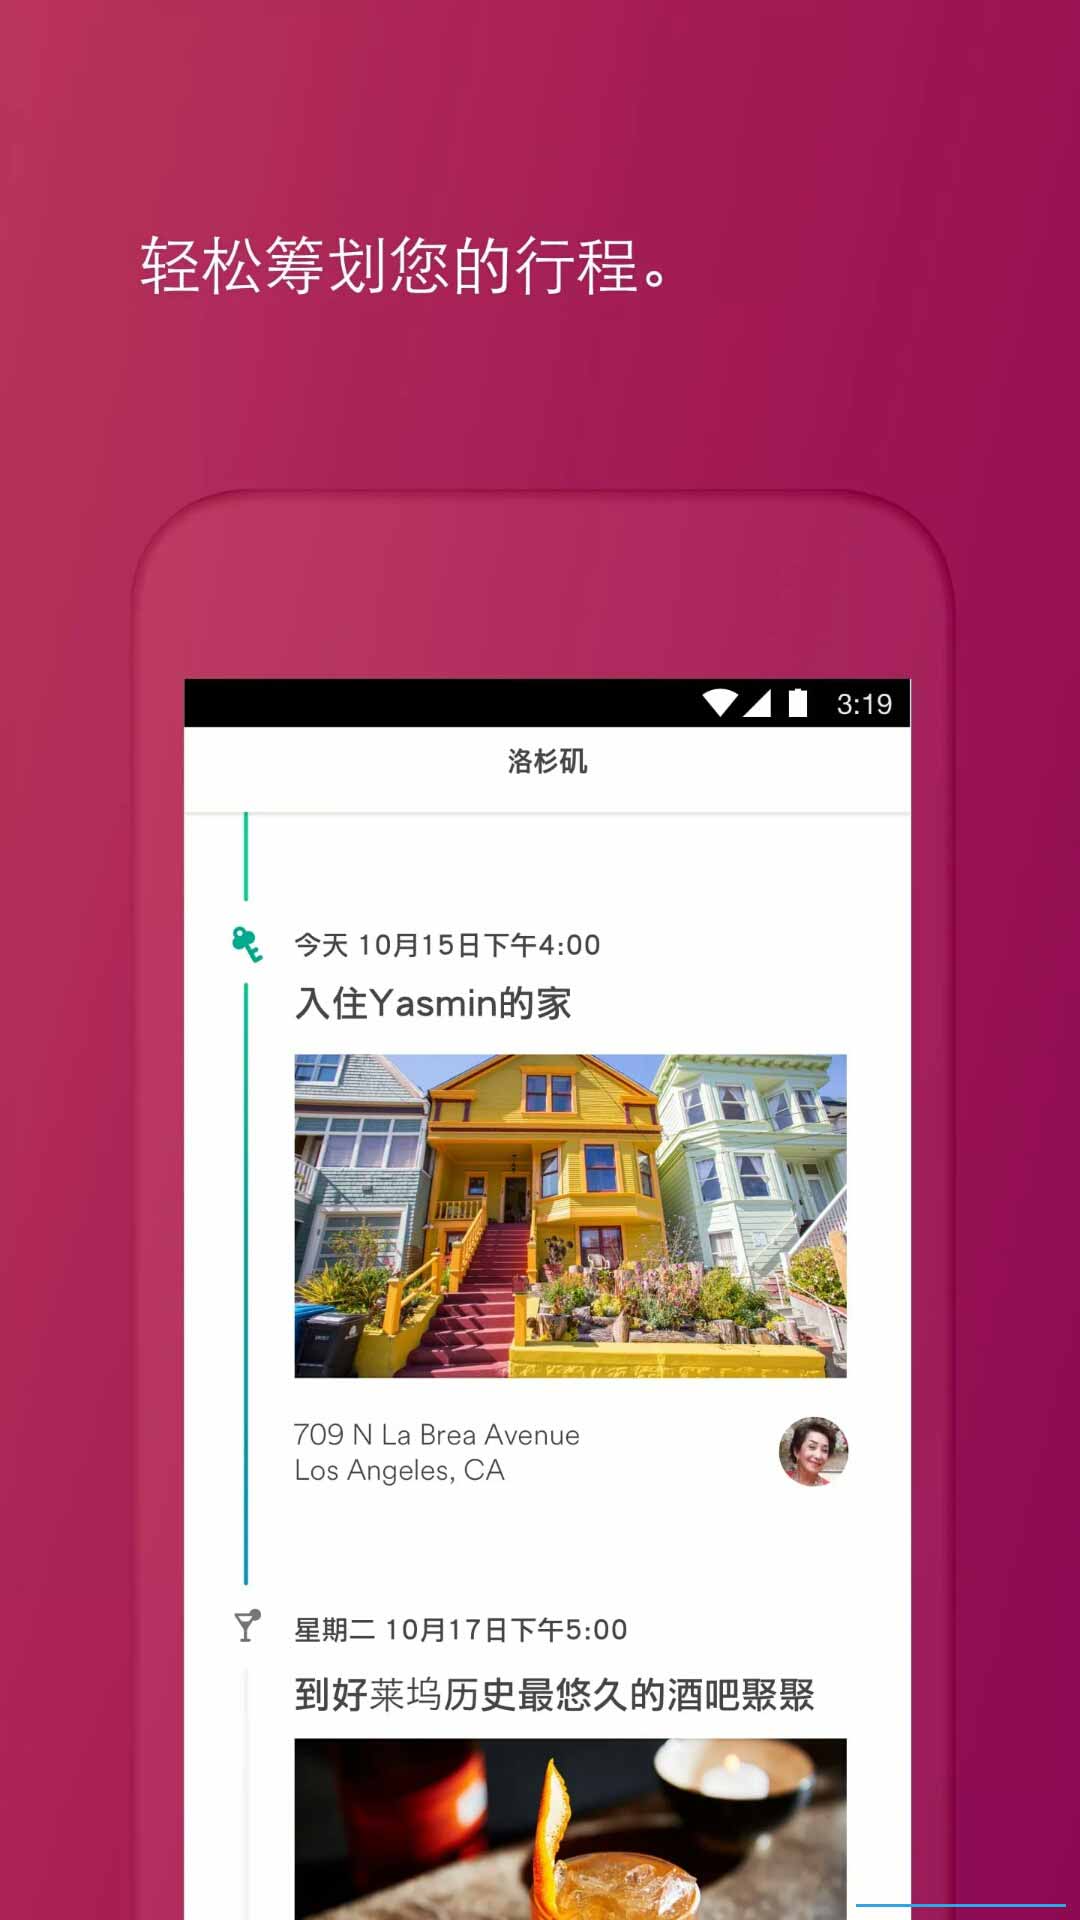 轻松筹划您的行程。
3:19
洛杉矶
今天 10月15日下午4:00
入住Yasmin的家
709 N La Brea Avenue
Los Angeles, CA
星期二 10月17日下午5:00
到好莱坞历史最悠久的酒吧聚聚